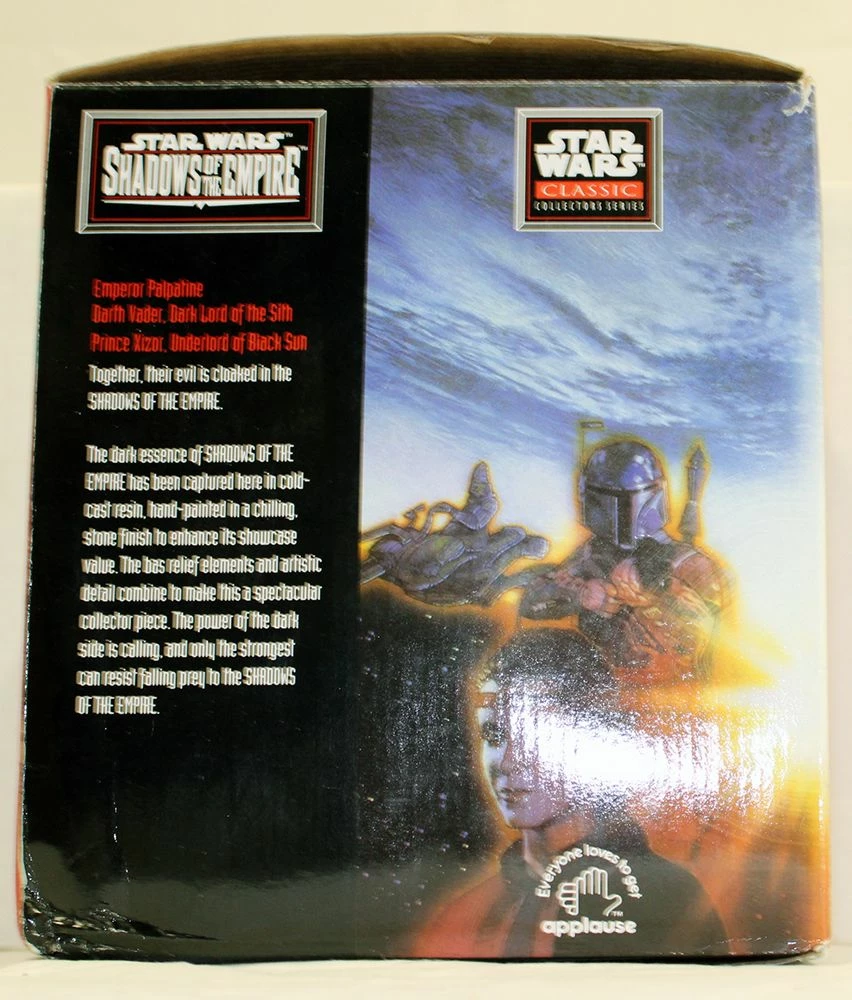 STAR WARS™
SHADOWS OF THE EMPIRE™
STAR
WARS™
CLASSIC
COLLECTORS SERIES
Emperor Palpatine
Darth Vader, Dark Lord of the Sith
Prince Xizor, Underlord of Black Sun
Together, their evil is cloaked in the
SHADOWS OF THE EMPIRE.
The dark essence of SHADOWS OF THE
EMPIRE has been captured here in cold-
cast resin, hand-painted in a chilling,
stone finish to enhance its showcase
value. The bas relief elements and artistic
detail combine to make this a spectacular
collector piece. The power of the dark
side is calling, and only the strongest
can resist falling prey to the SHADOWS
OF THE EMPIRE.
Everyone loves to get
applause™